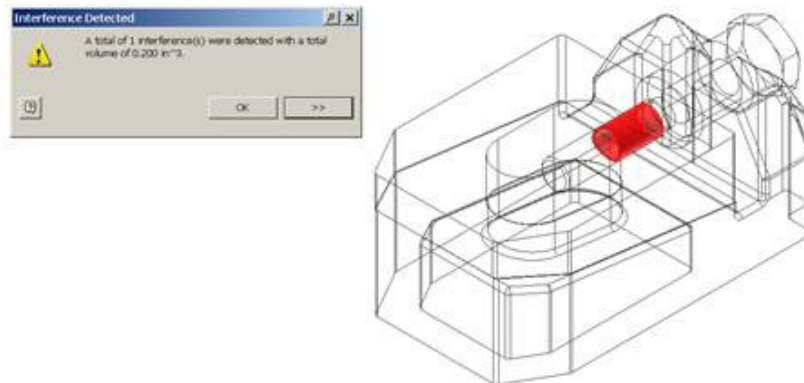 Interference Detected
A total of 1 interference(s) were detected with a total
volume of 0.200 in^3.
OK
>>